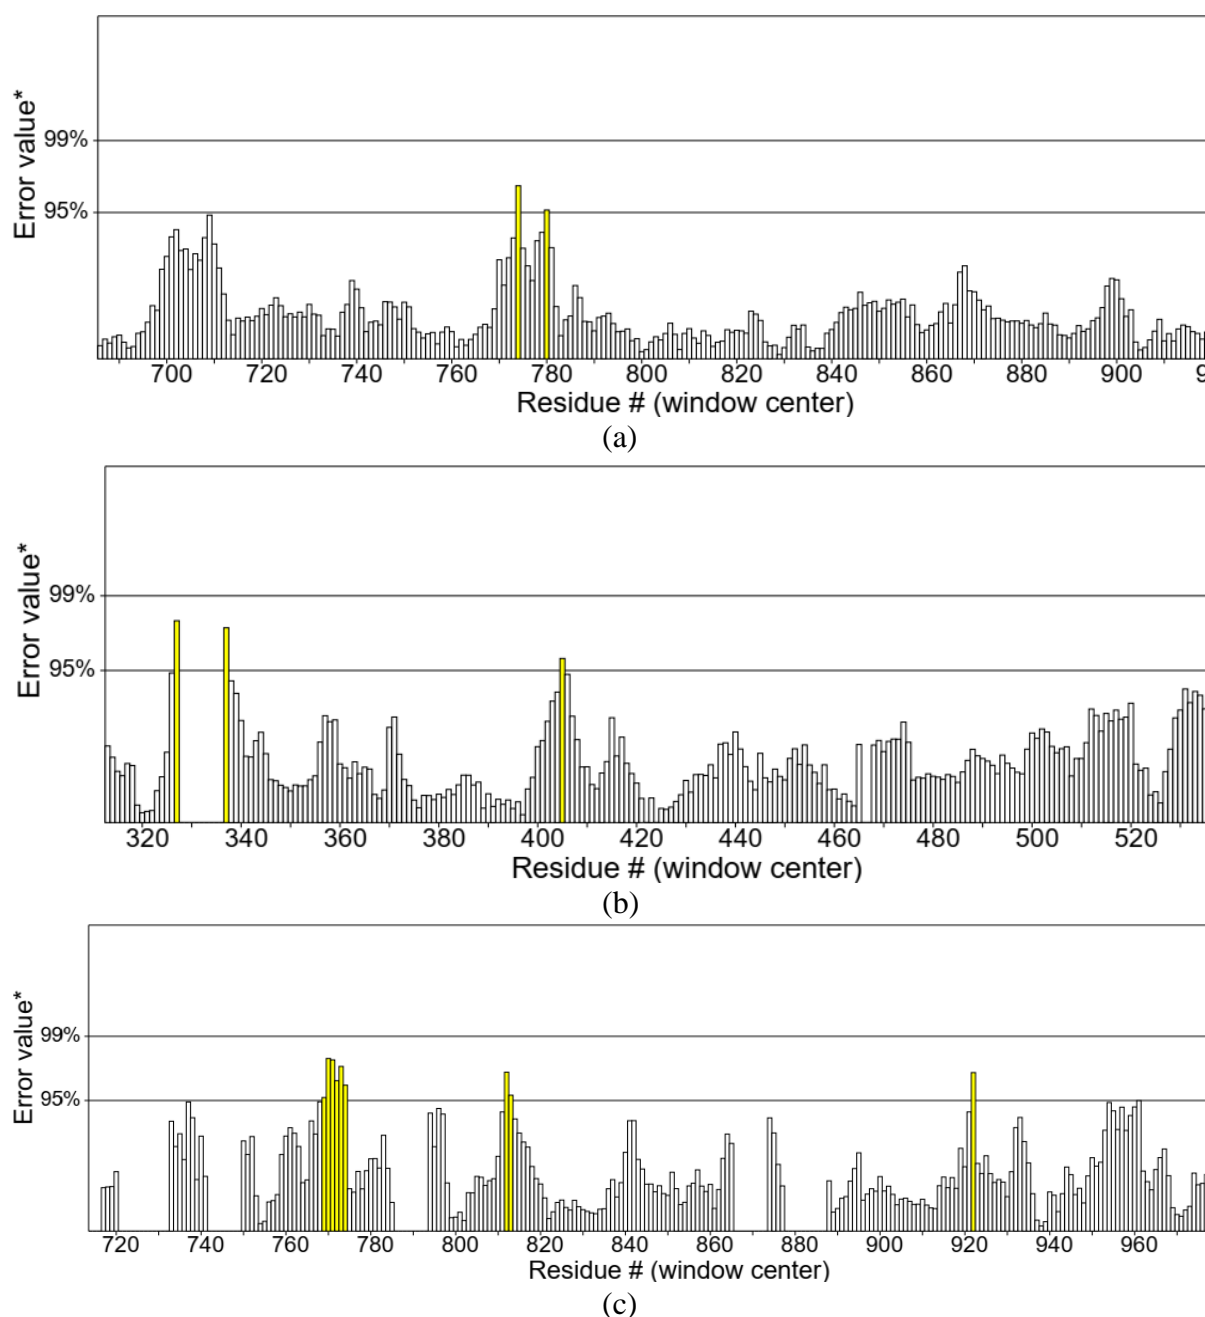 Error value*
99%
95%
700 720 740 760 780 800 820 840 860 880 900 9
Residue # (window center)
(a)
Error value*
99%
95%
320 340 360 380 400 420 440 460 480 500 520
Residue # (window center)
(b)
Error value*
99%
95%
720 740 760 780 800 820 840 860 880 900 920 940 960
Residue # (window center)
(c)